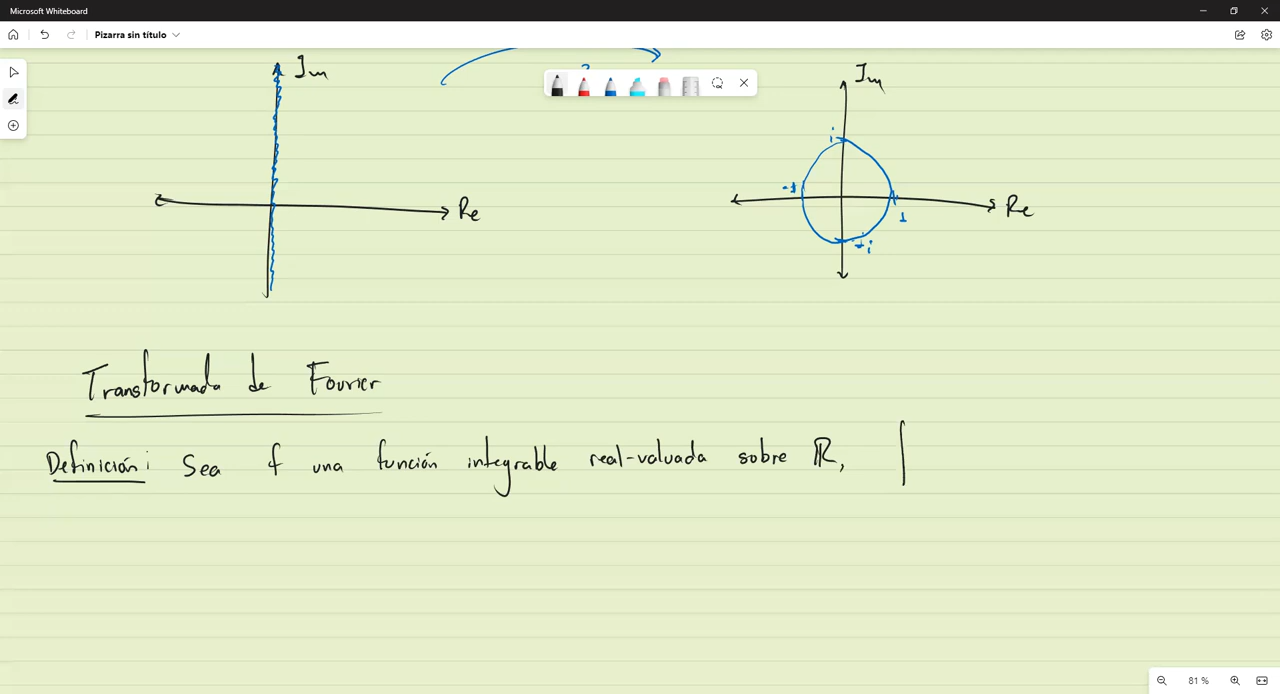 Microsoft Whiteboard
Pizarra sin título
Im
Re
Im
i
-1
1
-i
Re
Transformada de Fourier
Definición: Sea f una función integrable real-valuada sobre ℝ,
81 %